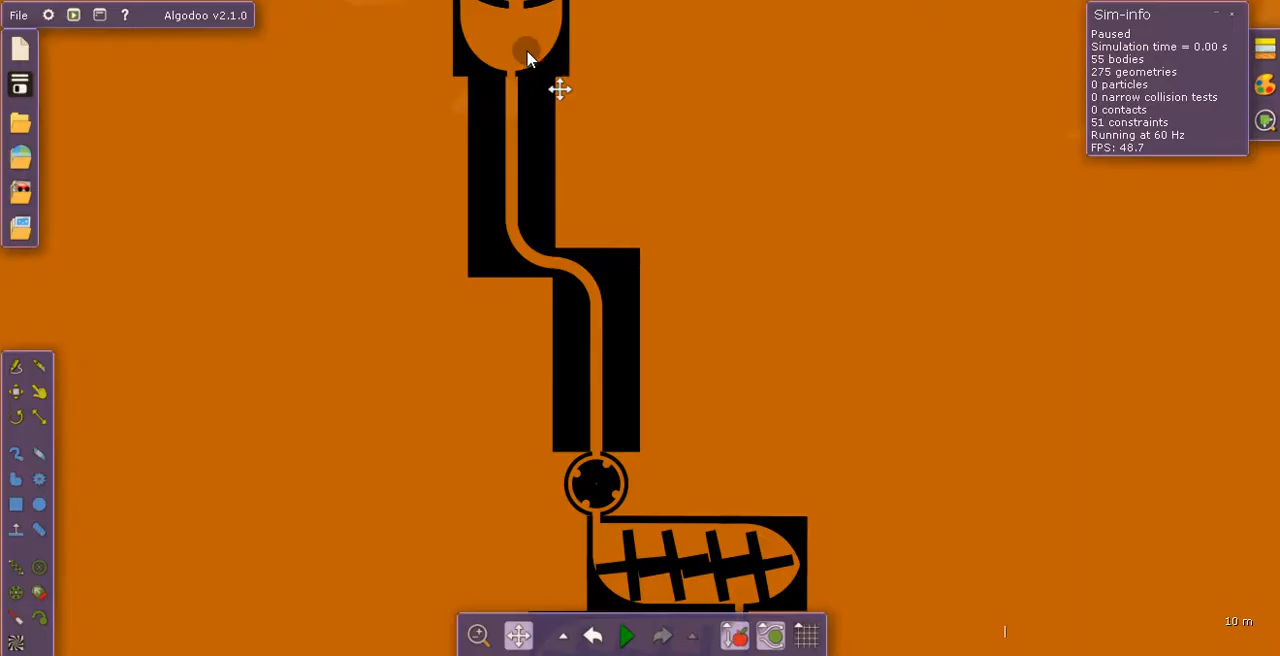 File ? Algodoo v2.1.0
Sim-info
Paused
Simulation time = 0.00 s
55 bodies
275 geometries
0 particles
0 narrow collision tests
0 contacts
51 constraints
Running at 60 Hz
FPS: 48.7
10 m